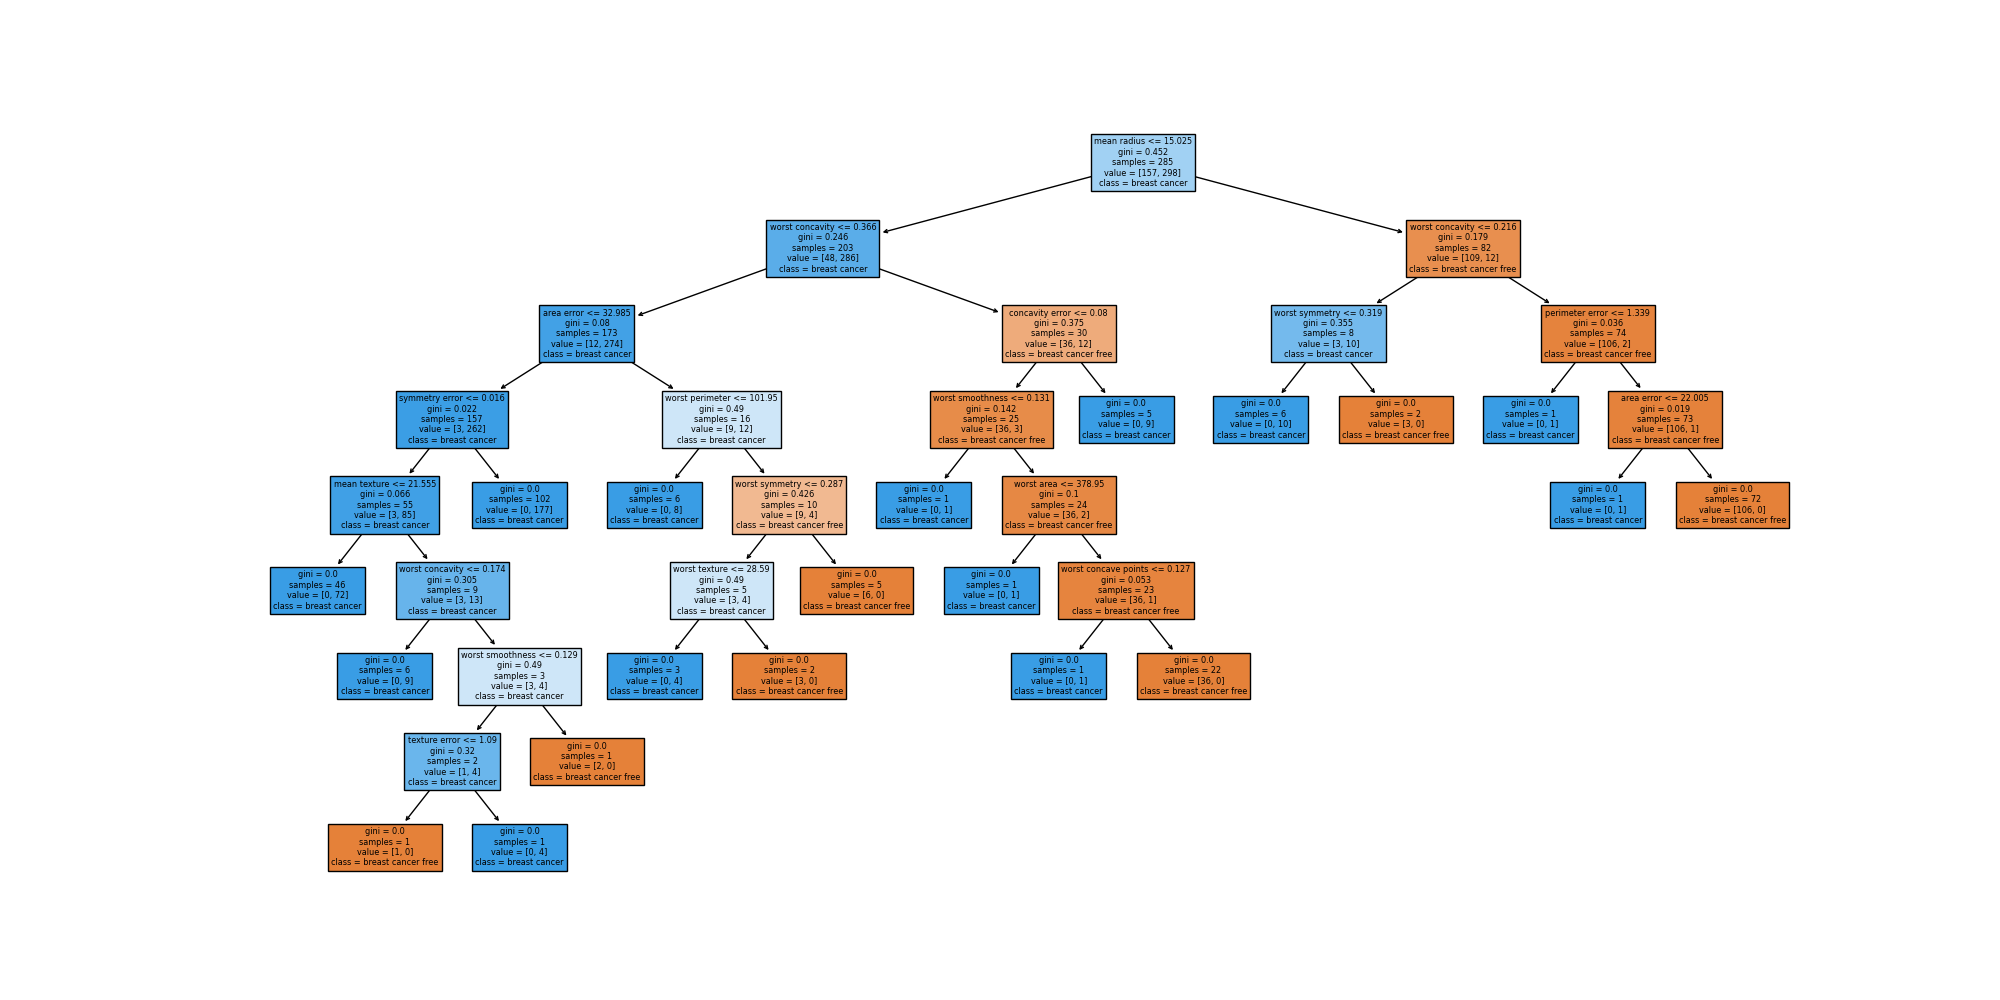 mean radius <= 15.025
gini = 0.452
samples = 285
value = [157, 298]
class = breast cancer
worst concavity <= 0.366
gini = 0.246
samples = 203
value = [48, 286]
class = breast cancer
worst concavity <= 0.216
gini = 0.179
samples = 82
value = [109, 12]
class = breast cancer free
area error <= 32.985
gini = 0.08
samples = 173
value = [12, 274]
class = breast cancer
concavity error <= 0.08
gini = 0.375
samples = 30
value = [36, 12]
class = breast cancer free
worst symmetry <= 0.319
gini = 0.355
samples = 8
value = [3, 10]
class = breast cancer
perimeter error <= 1.339
gini = 0.036
samples = 74
value = [106, 2]
class = breast cancer free
symmetry error <= 0.016
gini = 0.022
samples = 157
value = [3, 262]
class = breast cancer
worst perimeter <= 101.95
gini = 0.49
samples = 16
value = [9, 12]
class = breast cancer
worst smoothness <= 0.131
gini = 0.142
samples = 25
value = [36, 3]
class = breast cancer free
gini = 0.0
samples = 5
value = [0, 9]
class = breast cancer
gini = 0.0
samples = 6
value = [0, 10]
class = breast cancer
gini = 0.0
samples = 2
value = [3, 0]
class = breast cancer free
gini = 0.0
samples = 1
value = [0, 1]
class = breast cancer
area error <= 22.005
gini = 0.019
samples = 73
value = [106, 1]
class = breast cancer free
mean texture <= 21.555
gini = 0.066
samples = 55
value = [3, 85]
class = breast cancer
gini = 0.0
samples = 102
value = [0, 177]
class = breast cancer
gini = 0.0
samples = 6
value = [0, 8]
class = breast cancer
worst symmetry <= 0.287
gini = 0.426
samples = 10
value = [9, 4]
class = breast cancer free
gini = 0.0
samples = 1
value = [0, 1]
class = breast cancer
worst area <= 378.95
gini = 0.1
samples = 24
value = [36, 2]
class = breast cancer free
gini = 0.0
samples = 1
value = [0, 1]
class = breast cancer
gini = 0.0
samples = 72
value = [106, 0]
class = breast cancer free
gini = 0.0
samples = 46
value = [0, 72]
class = breast cancer
worst concavity <= 0.174
gini = 0.305
samples = 9
value = [3, 13]
class = breast cancer
worst texture <= 28.59
gini = 0.49
samples = 5
value = [3, 4]
class = breast cancer
gini = 0.0
samples = 5
value = [6, 0]
class = breast cancer free
gini = 0.0
samples = 1
value = [0, 1]
class = breast cancer
worst concave points <= 0.127
gini = 0.053
samples = 23
value = [36, 1]
class = breast cancer free
gini = 0.0
samples = 6
value = [0, 9]
class = breast cancer
worst smoothness <= 0.129
gini = 0.49
samples = 3
value = [3, 4]
class = breast cancer
gini = 0.0
samples = 3
value = [0, 4]
class = breast cancer
gini = 0.0
samples = 2
value = [3, 0]
class = breast cancer free
gini = 0.0
samples = 1
value = [0, 1]
class = breast cancer
gini = 0.0
samples = 22
value = [36, 0]
class = breast cancer free
texture error <= 1.09
gini = 0.32
samples = 2
value = [1, 4]
class = breast cancer
gini = 0.0
samples = 1
value = [2, 0]
class = breast cancer free
gini = 0.0
samples = 1
value = [1, 0]
class = breast cancer free
gini = 0.0
samples = 1
value = [0, 4]
class = breast cancer